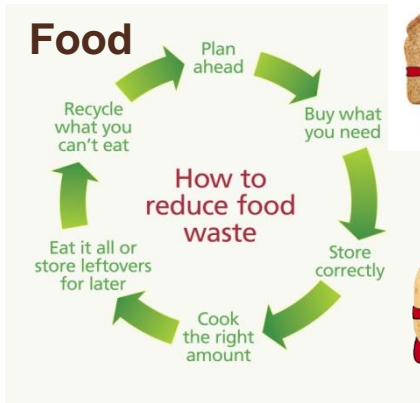 Food
Plan
ahead
Buy what
you need
Store
correctly
Cook
the right
amount
Eat it all or
store leftovers
for later
Recycle
what you
can't eat
How to
reduce food
waste